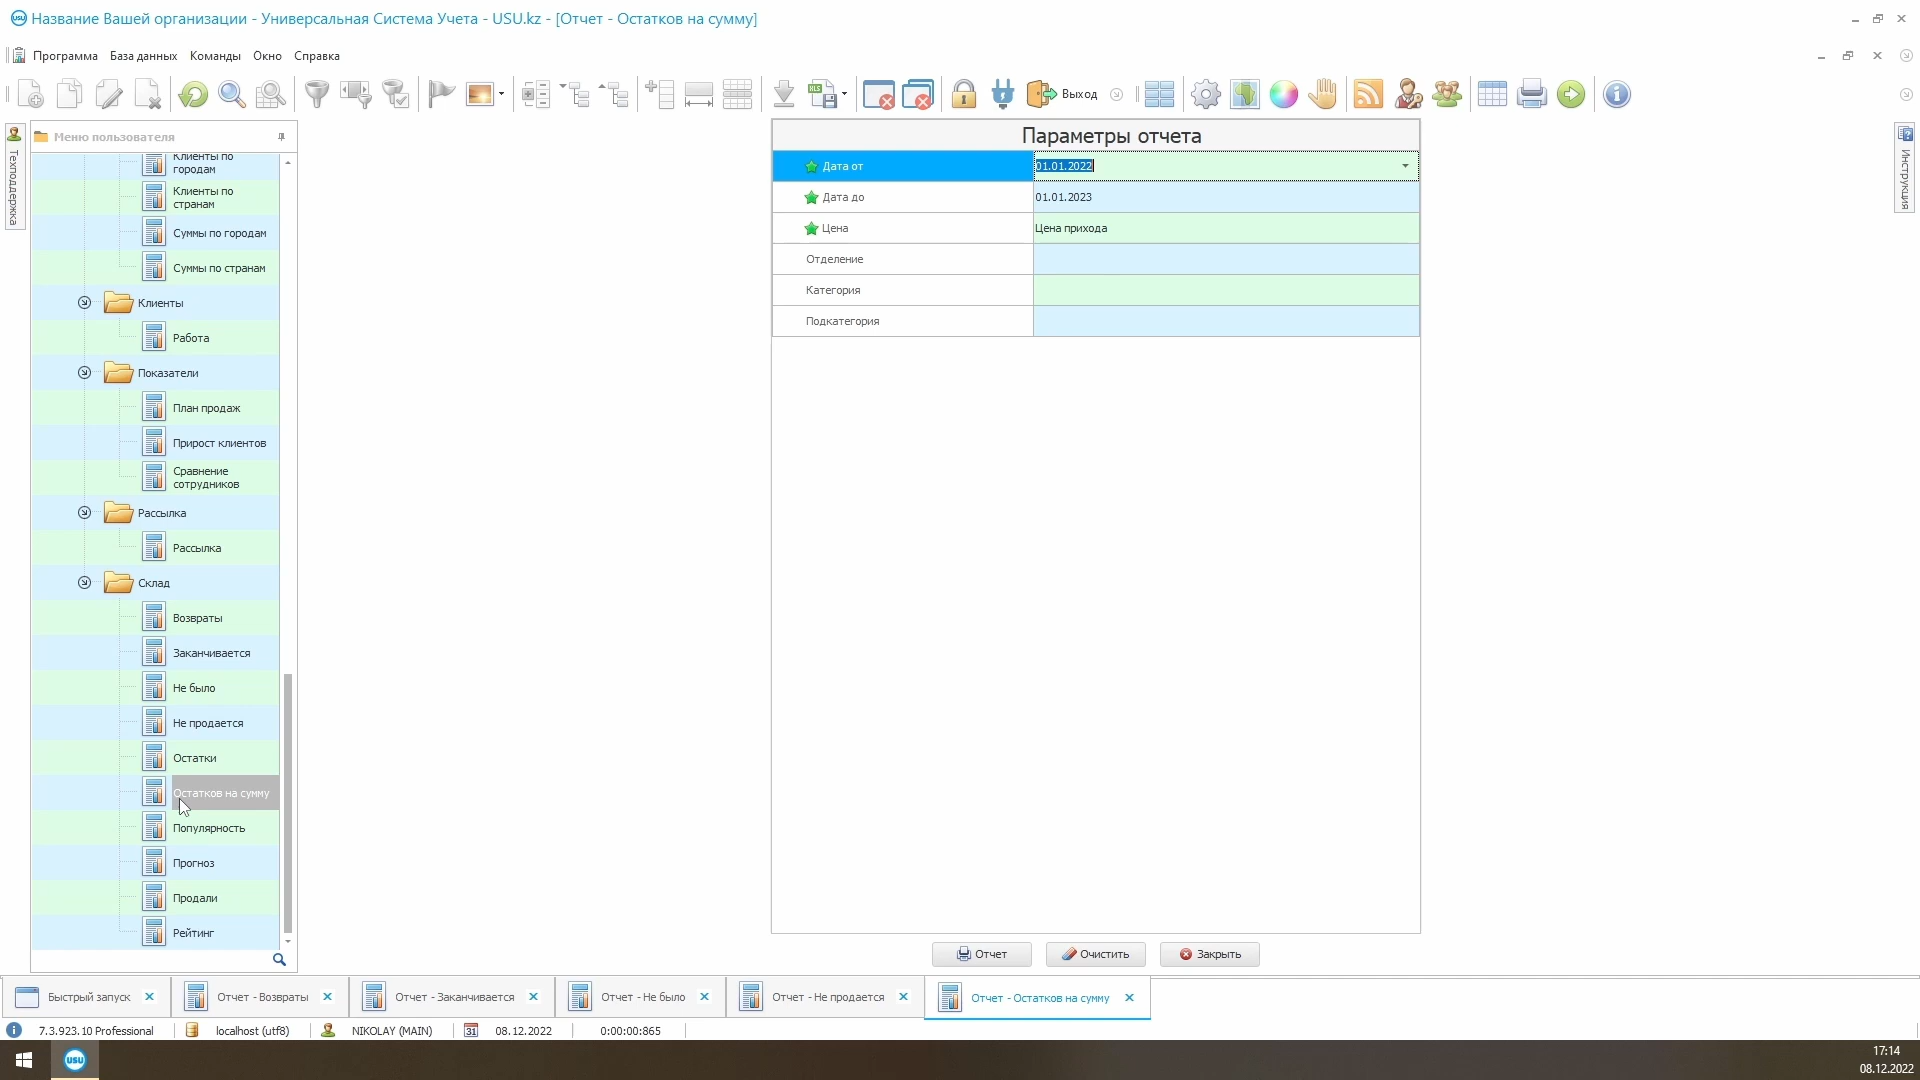 Название Вашей организации - Универсальная Система Учета - USU.kz - [Отчет - Остатков на сумму]
Программа База данных Команды Окно Справка
Выход
Техподдержка
Меню пользователя
Клиенты по
городам
Клиенты по
странам
Суммы по городам
Суммы по странам
Клиенты
Работа
Показатели
План продаж
Прирост клиентов
Сравнение
сотрудников
Рассылка
Рассылка
Склад
Возвраты
Заканчивается
Не было
Не продается
Остатки
Остатков на сумму
Популярность
Прогноз
Продали
Рейтинг
Параметры отчета
Дата от 01.01.2022
Дата до 01.01.2023
Цена Цена прихода
Отделение
Категория
Подкатегория
Отчет Очистить Закрыть
Инструкция
Быстрый запуск Отчет - Возвраты Отчет - Заканчивается Отчет - Не было Отчет - Не продается Отчет - Остатков на сумму
7.3.923.10 Professional localhost (utf8) NIKOLAY (MAIN) 31 08.12.2022 0:00:00:865
USU
17:14
08.12.2022